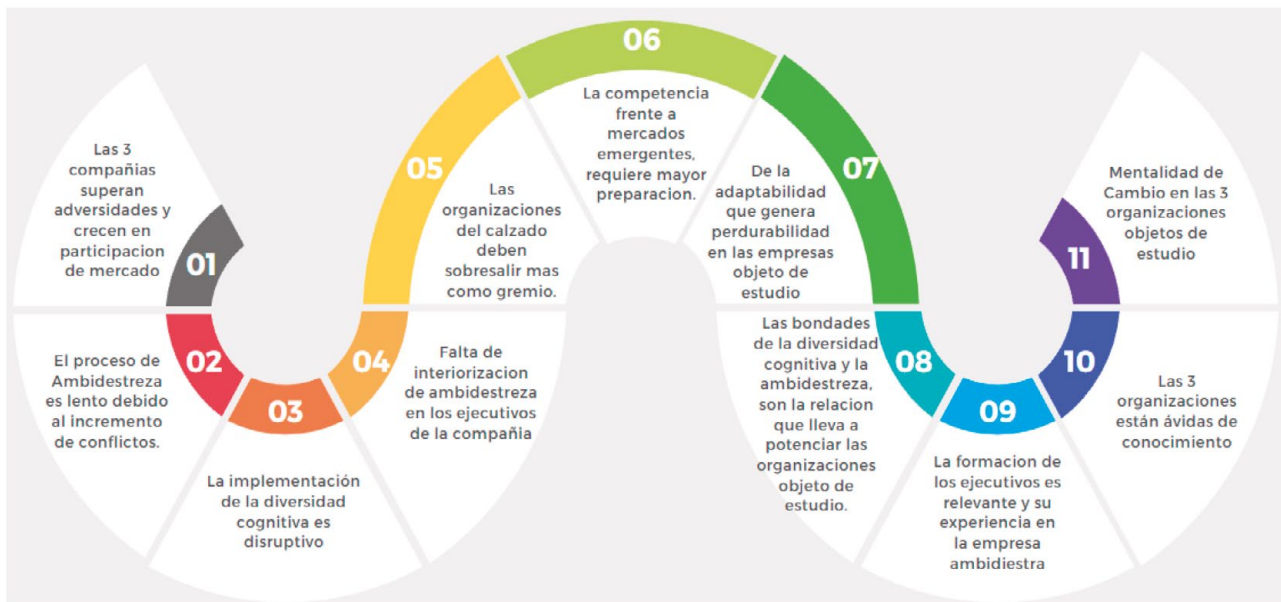 01
Las 3
compañias
superan
adversidades y
crecen en
participacion
de mercado
02
El proceso de
Ambidestreza
es lento debido
al incremento
de conflictos.
03
La implementación
de la diversidad
cognitiva es
disruptivo
04
Falta de
interiorizacion
de ambidestreza
en los ejecutivos
de la compañia
05
Las
organizaciones
del calzado
deben
sobresalir mas
como gremio.
06
La competencia
frente a
mercados
emergentes,
requiere mayor
preparacion.
07
De la
adaptabilidad
que genera
perdurabilidad
en las empresas
objeto de
estudio
08
Las bondades
de la diversidad
cognitiva y la
ambidestreza,
son la relacion
que lleva a
potenciar las
organizaciones
objeto de
estudio.
09
La formacion de
los ejecutivos es
relevante y su
experiencia en
la empresa
ambidiestra
10
Las 3
organizaciones
están ávidas de
conocimiento
11
Mentalidad de
Cambio en las 3
organizaciones
objetos de
estudio